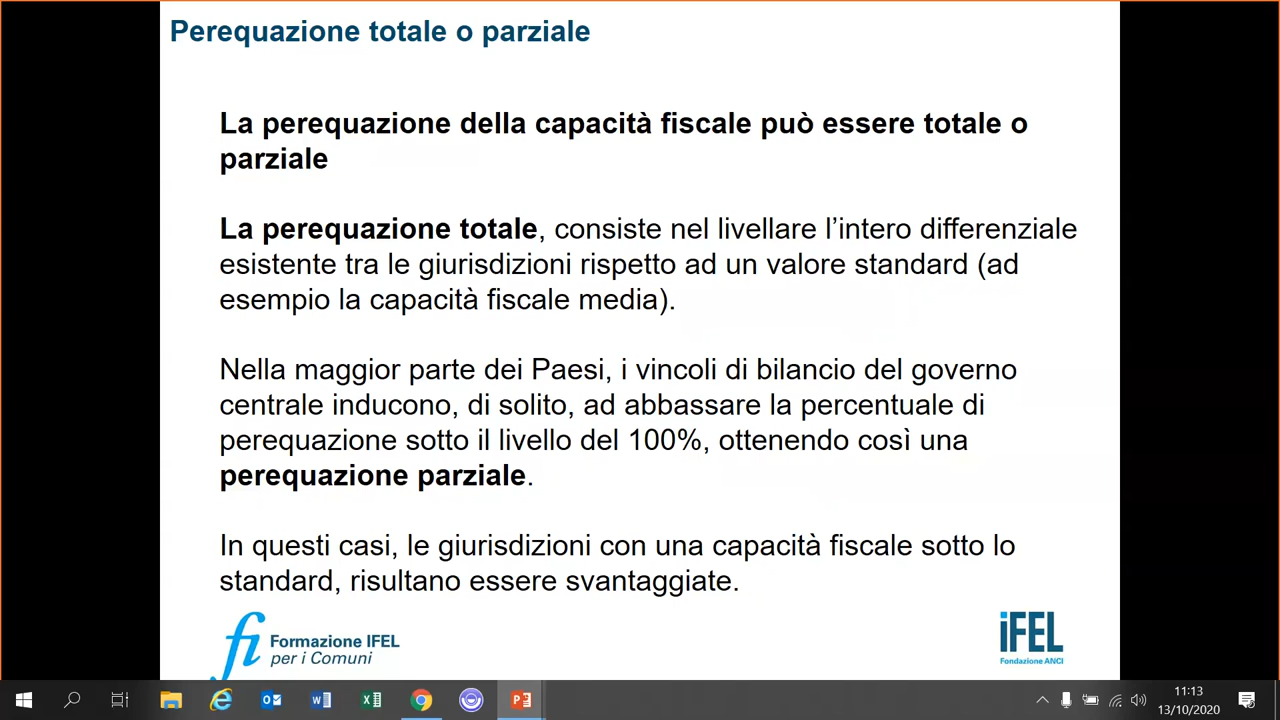 Perequazione totale o parziale
La perequazione della capacità fiscale può essere totale o
parziale
La perequazione totale, consiste nel livellare l’intero differenziale
esistente tra le giurisdizioni rispetto ad un valore standard (ad
esempio la capacità fiscale media).
Nella maggior parte dei Paesi, i vincoli di bilancio del governo
centrale inducono, di solito, ad abbassare la percentuale di
perequazione sotto il livello del 100%, ottenendo così una
perequazione parziale.
In questi casi, le giurisdizioni con una capacità fiscale sotto lo
standard, risultano essere svantaggiate.
fi
Formazione IFEL
per i Comuni
iFEL
Fondazione ANCI
11:13
13/10/2020